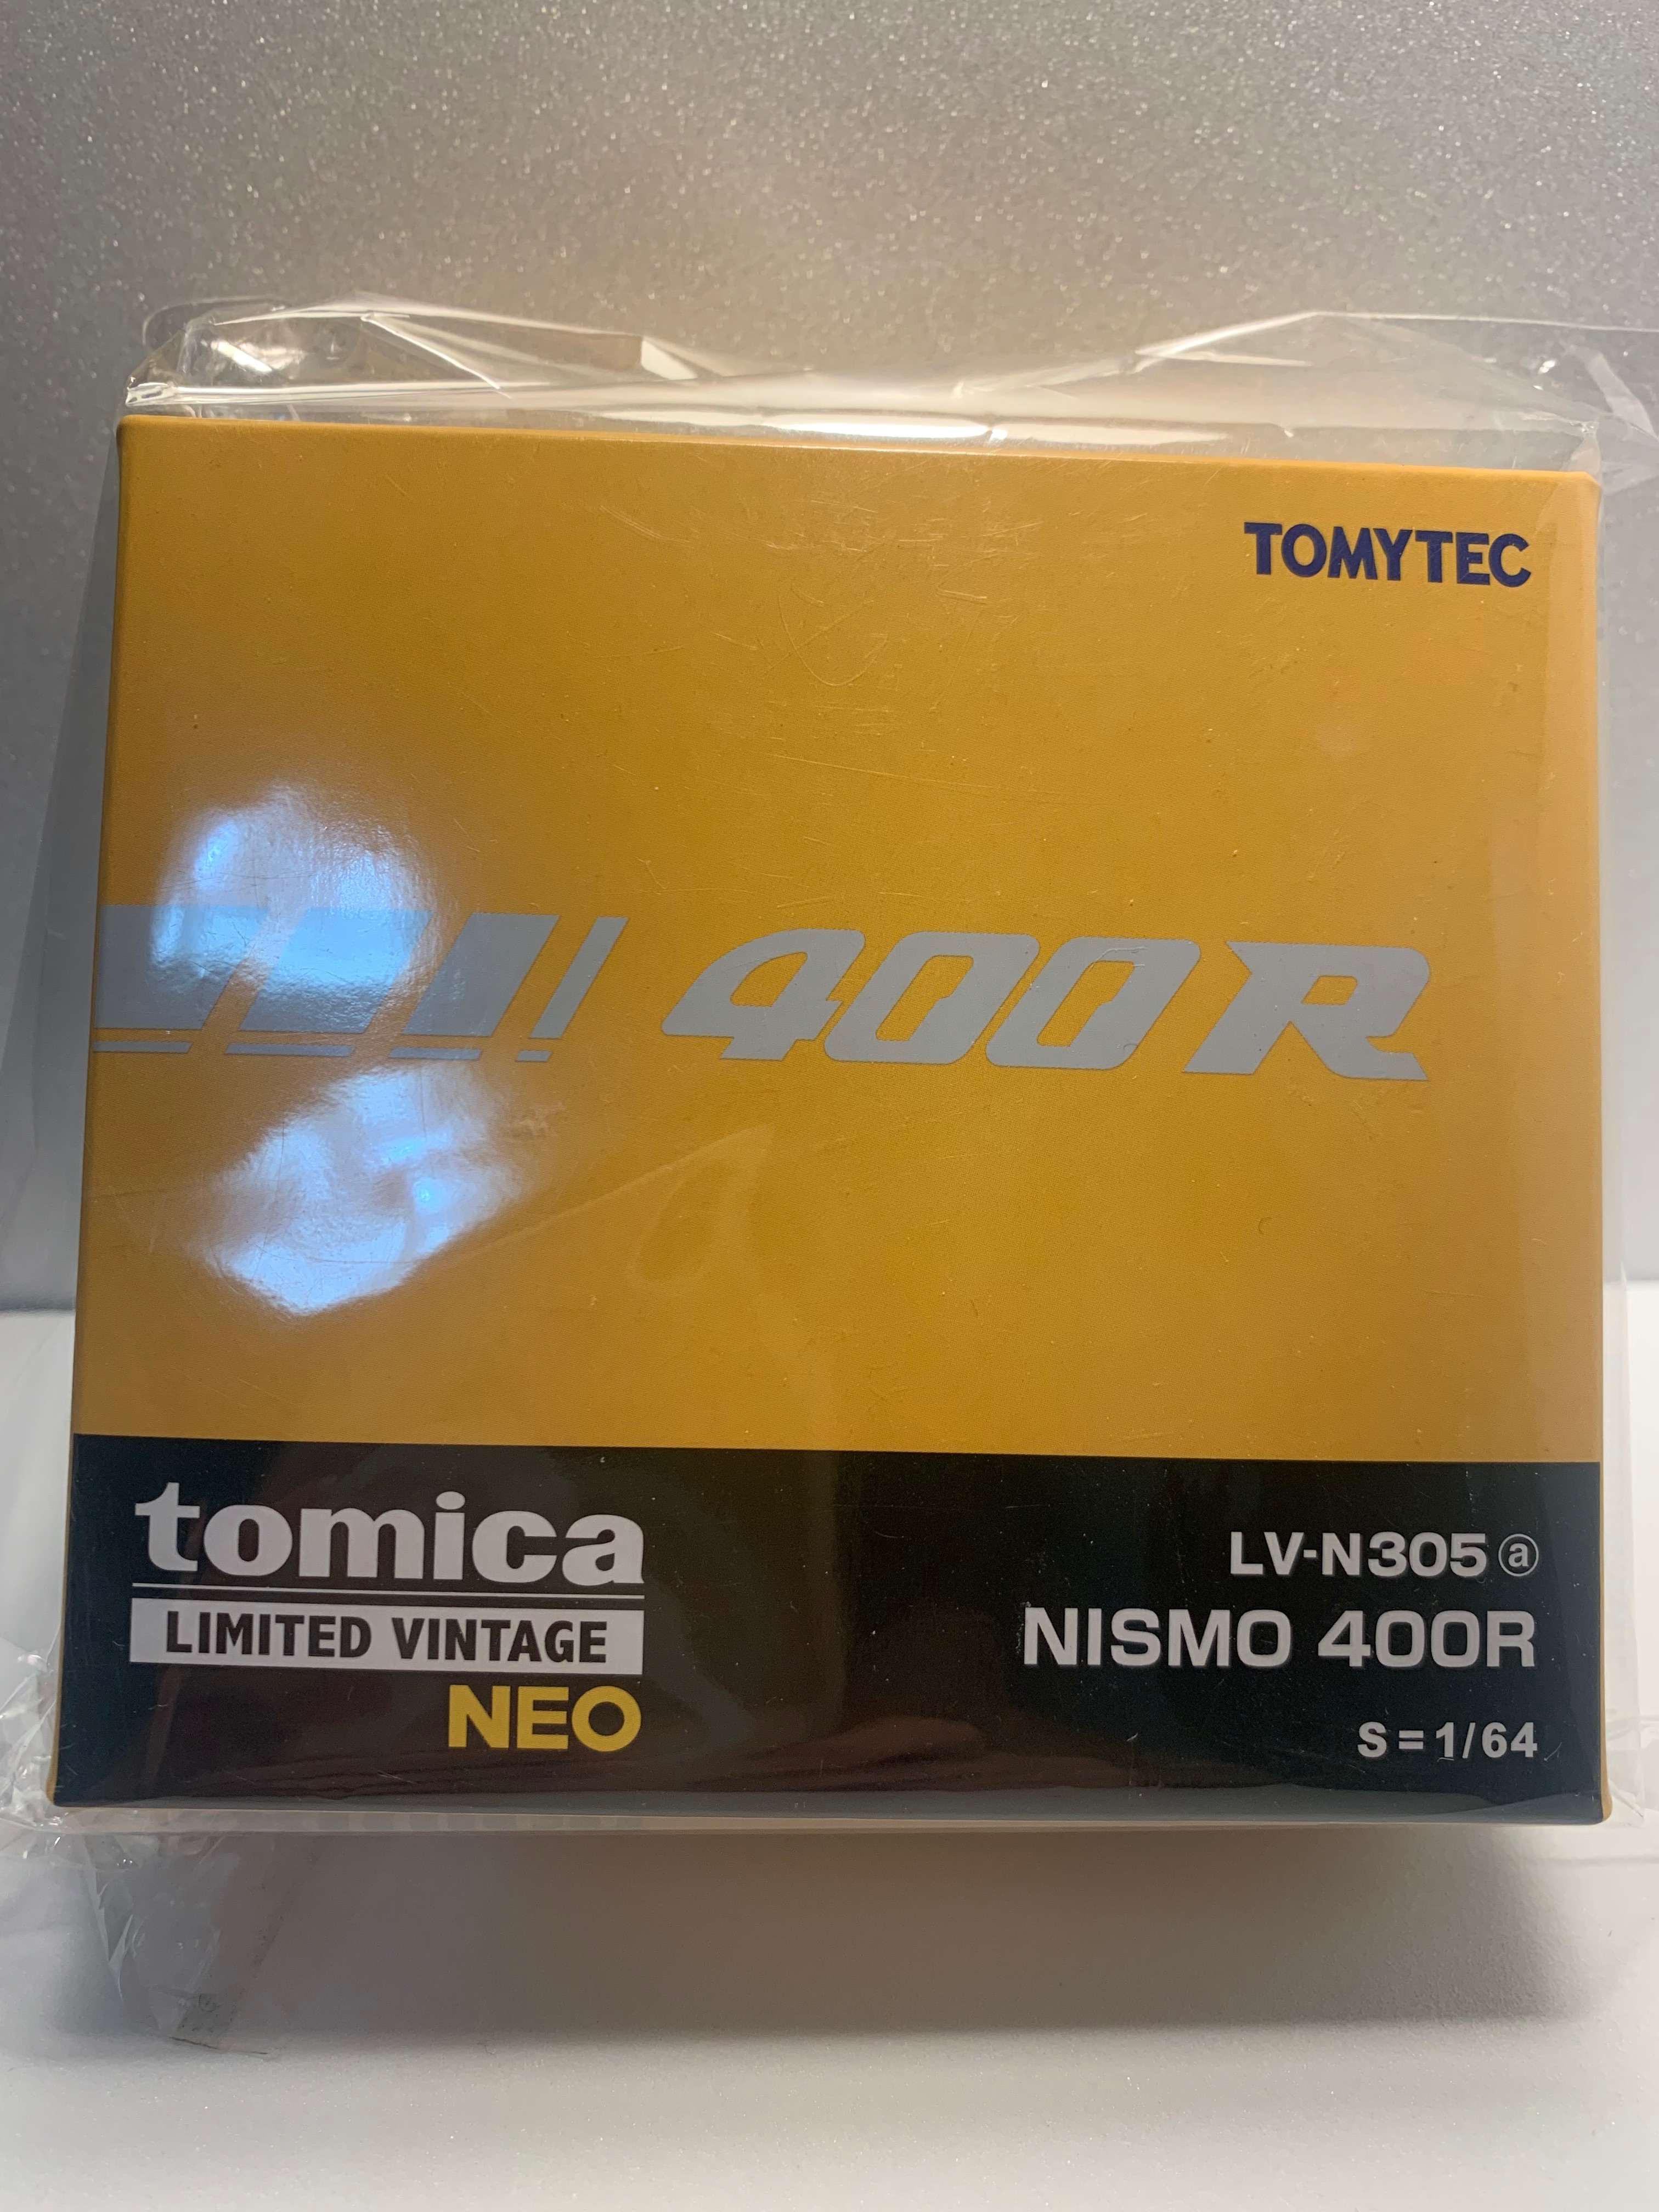 TOMYTEC
400R
tomica
LIMITED VINTAGE
NEO
LV-N305 ⓐ
NISMO 400R
S=1/64